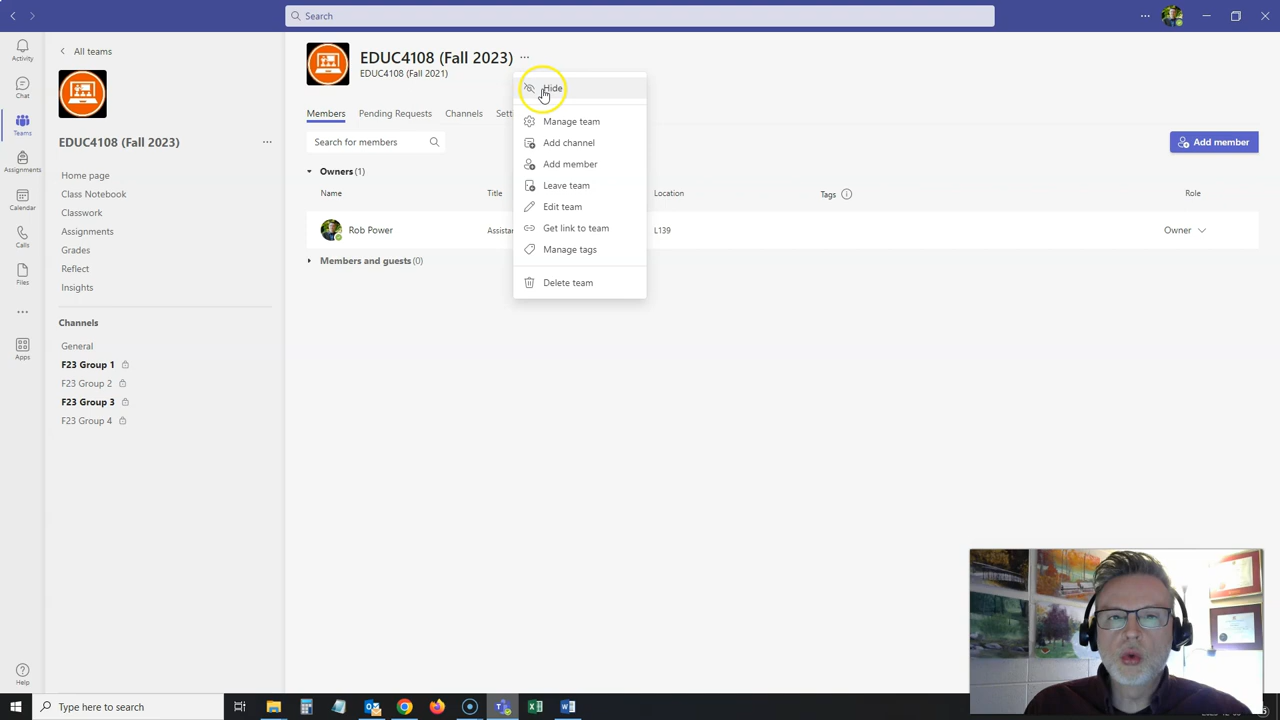 Search
Activity
Chat
Teams
Assignments
Calendar
Calls
Files
Apps
Help
All teams
EDUC4108 (Fall 2023)
Home page
Class Notebook
Classwork
Assignments
Grades
Reflect
Insights
Channels
General
F23 Group 1
F23 Group 2
F23 Group 3
F23 Group 4
EDUC4108 (Fall 2023)
EDUC4108 (Fall 2021)
Members Pending Requests Channels
Search for members
Add member
Owners (1)
Name Title Location Tags Role
Rob Power L139 Owner
Members and guests (0)
Hide
Manage team
Add channel
Add member
Leave team
Edit team
Get link to team
Manage tags
Delete team
Type here to search